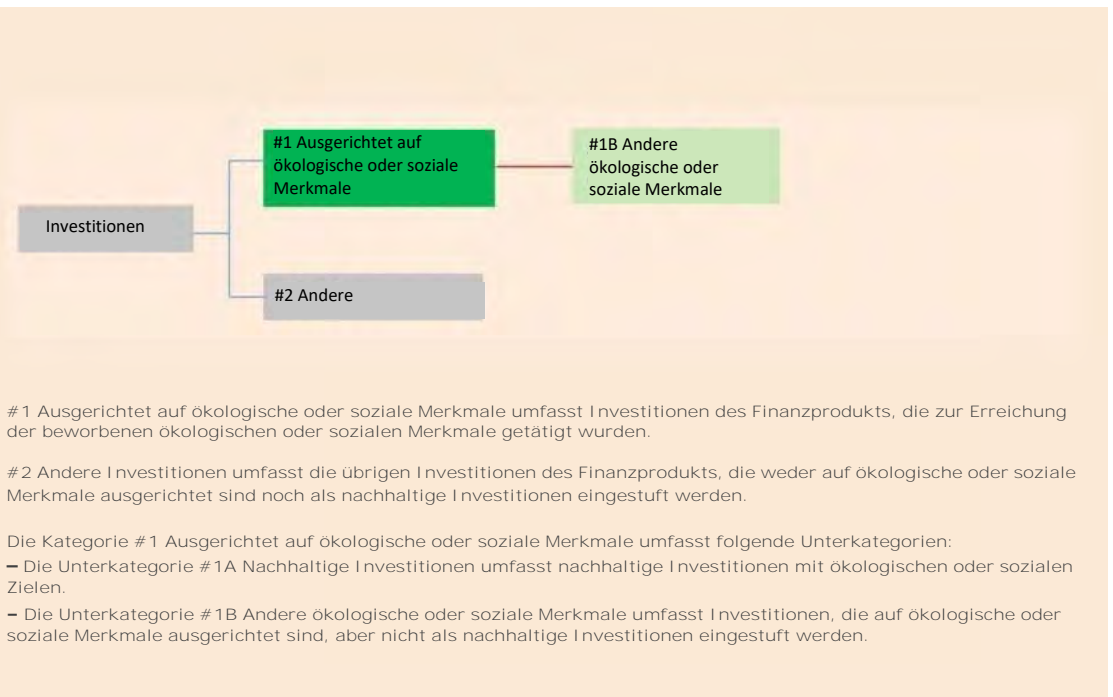 #1 Ausgerichtet auf
ökologische oder soziale
Merkmale
#1B Andere
ökologische oder
soziale Merkmale
Investitionen
#2 Andere
#1 Ausgerichtet auf ökologische oder soziale Merkmale umfasst Investitionen des Finanzprodukts, die zur Erreichung
der beworbenen ökologischen oder sozialen Merkmale getätigt wurden.
#2 Andere Investitionen umfasst die übrigen Investitionen des Finanzprodukts, die weder auf ökologische oder soziale
Merkmale ausgerichtet sind noch als nachhaltige Investitionen eingestuft werden.
Die Kategorie #1 Ausgerichtet auf ökologische oder soziale Merkmale umfasst folgende Unterkategorien:
– Die Unterkategorie #1A Nachhaltige Investitionen umfasst nachhaltige Investitionen mit ökologischen oder sozialen
Zielen.
– Die Unterkategorie #1B Andere ökologische oder soziale Merkmale umfasst Investitionen, die auf ökologische oder
soziale Merkmale ausgerichtet sind, aber nicht als nachhaltige Investitionen eingestuft werden.